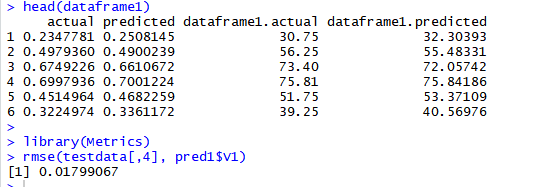 > head(dataframe1)
     actual predicted dataframe1.actual dataframe1.predicted
1 0.2347781 0.2508145             30.75             32.30393
2 0.4979360 0.4900239             56.25             55.48331
3 0.6749226 0.6610672             73.40             72.05742
4 0.6997936 0.7001224             75.81             75.84186
5 0.4514964 0.4682259             51.75             53.37109
6 0.3224974 0.3361172             39.25             40.56976
>
> library(Metrics)
> rmse(testdata[,4], pred1$V1)
[1] 0.01799067
>